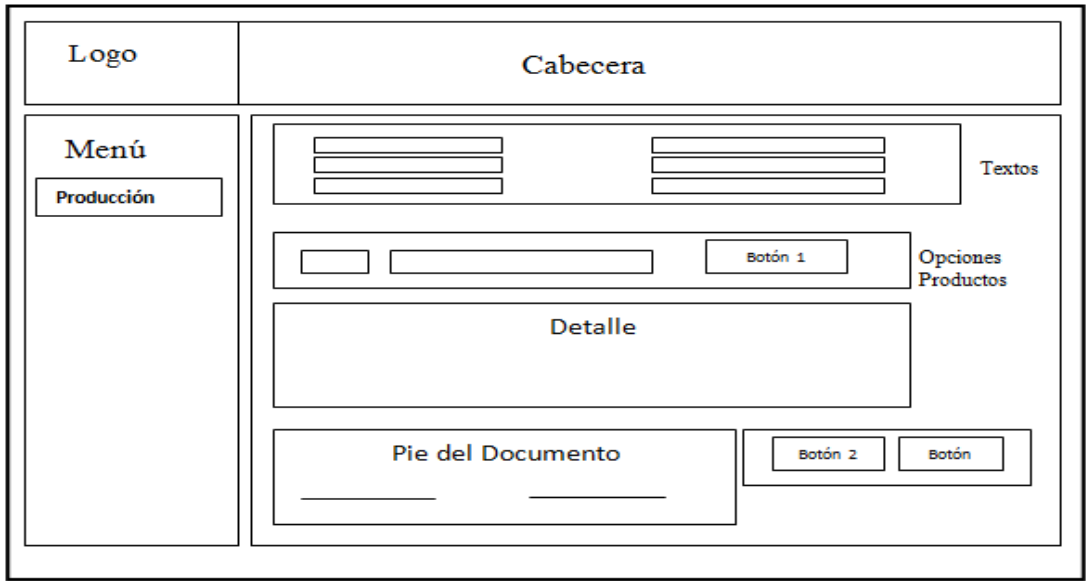 Logo
Cabecera
Menú
Producción
Textos
Botón 1
Opciones
Productos
Detalle
Pie del Documento
Botón 2
Botón